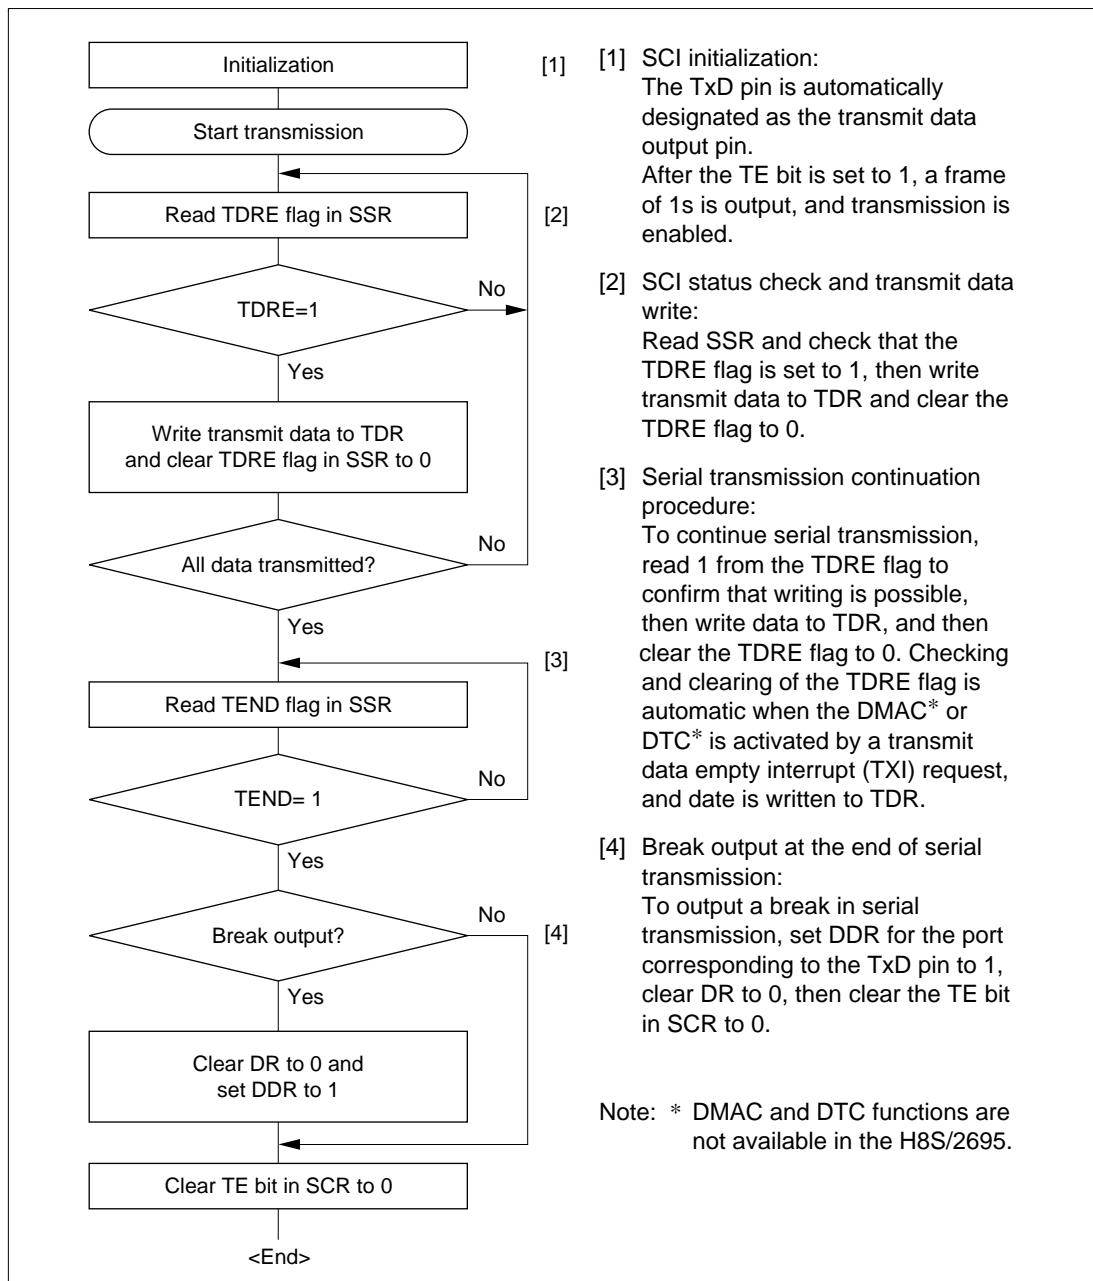 Initialization
[1]
Start transmission
Read TDRE flag in SSR
[2]
TDRE=1
No
Yes
Write transmit data to TDR
and clear TDRE flag in SSR to 0
All data transmitted?
No
Yes
[3]
Read TEND flag in SSR
TEND= 1
No
Yes
Break output?
No
[4]
Yes
Clear DR to 0 and
set DDR to 1
Clear TE bit in SCR to 0
<End>
[1] SCI initialization:
The TxD pin is automatically
designated as the transmit data
output pin.
After the TE bit is set to 1, a frame
of 1s is output, and transmission is
enabled.
[2] SCI status check and transmit data
write:
Read SSR and check that the
TDRE flag is set to 1, then write
transmit data to TDR and clear the
TDRE flag to 0.
[3] Serial transmission continuation
procedure:
To continue serial transmission,
read 1 from the TDRE flag to
confirm that writing is possible,
then write data to TDR, and then
clear the TDRE flag to 0. Checking
and clearing of the TDRE flag is
automatic when the DMAC* or
DTC* is activated by a transmit
data empty interrupt (TXI) request,
and date is written to TDR.
[4] Break output at the end of serial
transmission:
To output a break in serial
transmission, set DDR for the port
corresponding to the TxD pin to 1,
clear DR to 0, then clear the TE bit
in SCR to 0.
Note: * DMAC and DTC functions are
not available in the H8S/2695.